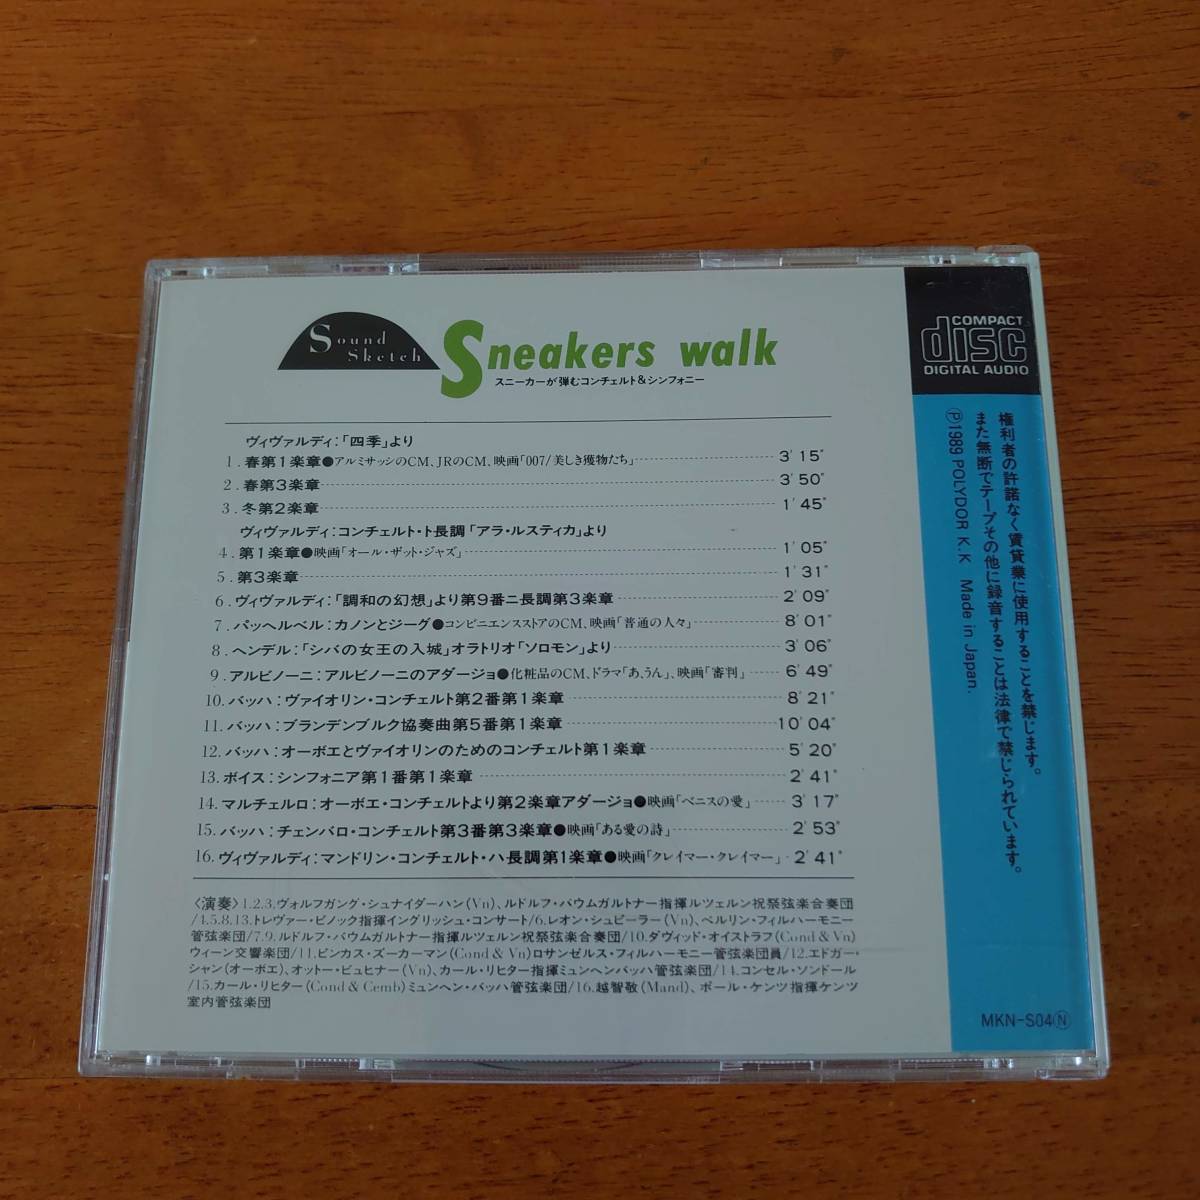 Sound
Sketch
Sneakers walk
スニーカーが弾むコンチェルト&シンフォニー
ヴィヴァルディ:「四季」より
1. 春第1楽章●アルミサッシのCM、JRのCM、映画「007/美しき獲物たち」 3'15"
2. 春第3楽章 3'50"
3. 冬第2楽章 1'45"
ヴィヴァルディ:コンチェルト・ト長調「アラ・ルスティカ」より
4. 第1楽章●映画「オール・ザット・ジャズ」 1'05"
5. 第3楽章 1'31"
6. ヴィヴァルディ:「調和の幻想」より第9番ニ長調第3楽章 2'09"
7. パッヘルベル:カノンとジーグ●コンビニエンスストアのCM、映画「普通の人々」 8'01"
8. ヘンデル:「シバの女王の入城」オラトリオ「ソロモン」より 3'06"
9. アルビノーニ:アルビノーニのアダージョ●化粧品のCM、ドラマ「あ、うん」、映画「審判」 6'49"
10. バッハ:ヴァイオリン・コンチェルト第2番第1楽章 8'21"
11. バッハ:ブランデンブルク協奏曲第5番第1楽章 10'04"
12. バッハ:オーボエとヴァイオリンのためのコンチェルト第1楽章 5'20"
13. ボイス:シンフォニア第1番第1楽章 2'41"
14. マルチェルロ:オーボエ・コンチェルトより第2楽章アダージョ●映画「ベニスの愛」 3'17"
15. バッハ:チェンバロ・コンチェルト第3番第3楽章●映画「ある愛の詩」 2'53"
16. ヴィヴァルディ:マンドリン・コンチェルト・ハ長調第1楽章●映画「クレイマー・クレイマー」 2'41"
〈演奏〉1.2.3.ヴォルフガング・シュナイダーハン(Vn)、ルドルフ・バウムガルトナー指揮ルツェルン祝祭弦楽合奏団
/4.5.8.13.トレヴァー・ピノック指揮イングリッシュ・コンサート/6.レオン・シュピーラー(Vn)、ベルリン・フィルハーモニー
管弦楽団/7.9.ルドルフ・バウムガルトナー指揮ルツェルン祝祭弦楽合奏団/10.ダヴィッド・オイストラフ(Cond & Vn)
ウィーン交響楽団/11.ピンカス・ズーカーマン(Cond & Vn)ロサンゼルス・フィルハーモニー管弦楽団員/12.エドガー・
シャン(オーボエ)、オットー・ビュヒナー(Vn)、カール・リヒター指揮ミュンヘンバッハ管弦楽団/14.コンセル・ソンドール
/15.カール・リヒター(Cond & Cemb)ミュンヘン・バッハ管弦楽団/16.越智敬(Mand)、ポール・ケンツ指揮ケンツ
室内管弦楽団
COMPACT
disc
DIGITAL AUDIO
権利者の許諾なく賃貸業に使用することを禁じます。
また無断でテープその他に録音することは法律で禁じられています。
Ⓟ1989 POLYDOR K.K Made in Japan.
MKN-S04Ⓝ